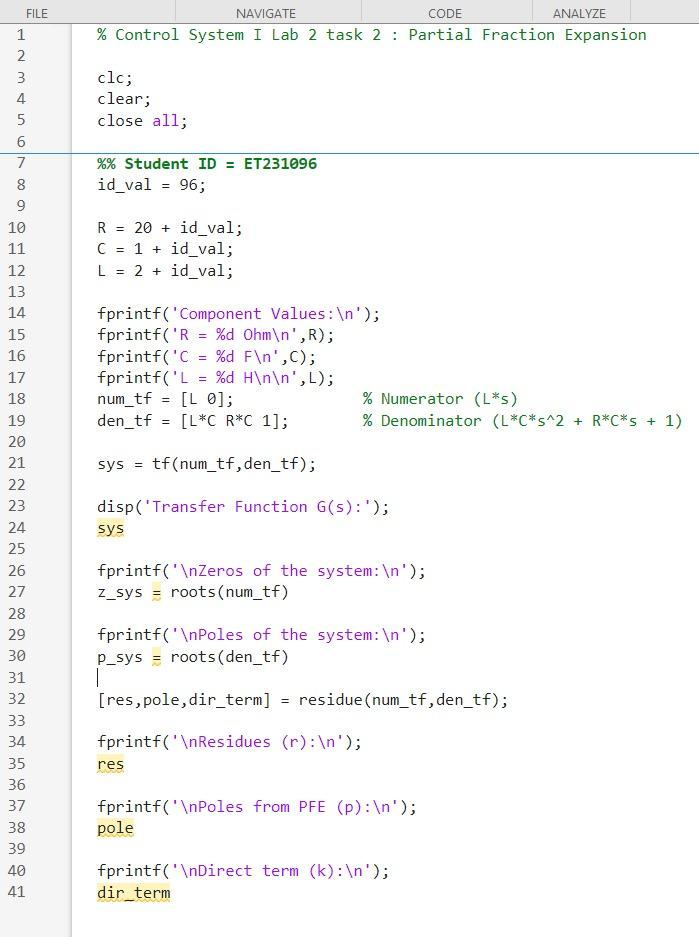 FILE NAVIGATE CODE ANALYZE
1 % Control System I Lab 2 task 2 : Partial Fraction Expansion
2
3 clc;
4 clear;
5 close all;
6
7 %% Student ID = ET231096
8 id_val = 96;
9
10 R = 20 + id_val;
11 C = 1 + id_val;
12 L = 2 + id_val;
13
14 fprintf('Component Values:\n');
15 fprintf('R = %d Ohm\n',R);
16 fprintf('C = %d F\n',C);
17 fprintf('L = %d H\n\n',L);
18 num_tf = [L 0]; % Numerator (L*s)
19 den_tf = [L*C R*C 1]; % Denominator (L*C*s^2 + R*C*s + 1)
20
21 sys = tf(num_tf,den_tf);
22
23 disp('Transfer Function G(s):');
24 sys
25
26 fprintf('\nZeros of the system:\n');
27 z_sys = roots(num_tf)
28
29 fprintf('\nPoles of the system:\n');
30 p_sys = roots(den_tf)
31
32 [res,pole,dir_term] = residue(num_tf,den_tf);
33
34 fprintf('\nResidues (r):\n');
35 res
36
37 fprintf('\nPoles from PFE (p):\n');
38 pole
39
40 fprintf('\nDirect term (k):\n');
41 dir_term